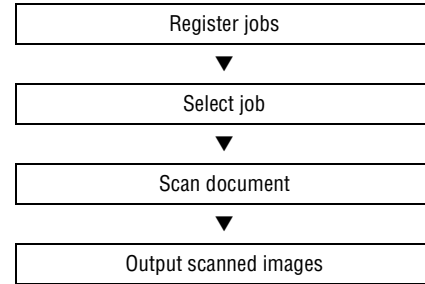 Register jobs
▼
Select job
▼
Scan document
▼
Output scanned images